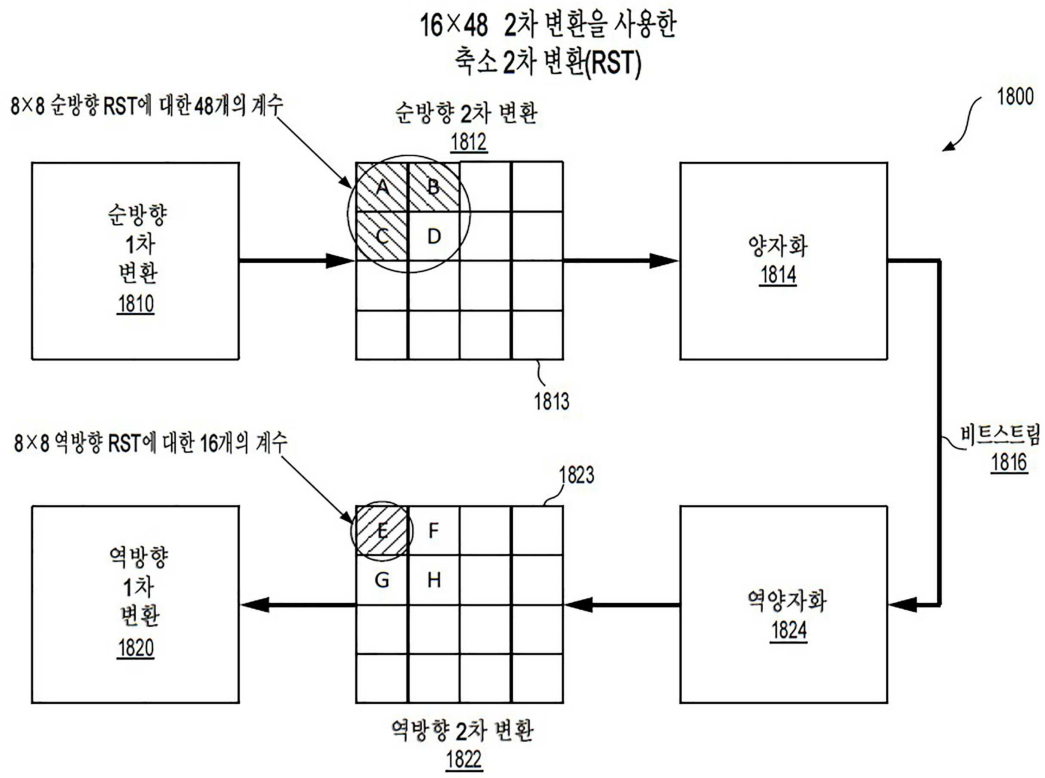 16×48 2차 변환을 사용한
축소 2차 변환(RST)
8×8 순방향 RST에 대한 48개의 계수
순방향 2차 변환
1812
1800
순방향
1차
변환
1810
A
B
C
D
양자화
1814
1813
8×8 역방향 RST에 대한 16개의 계수
비트스트림
1816
1823
역방향
1차
변환
1820
E
F
G
H
역양자화
1824
역방향 2차 변환
1822